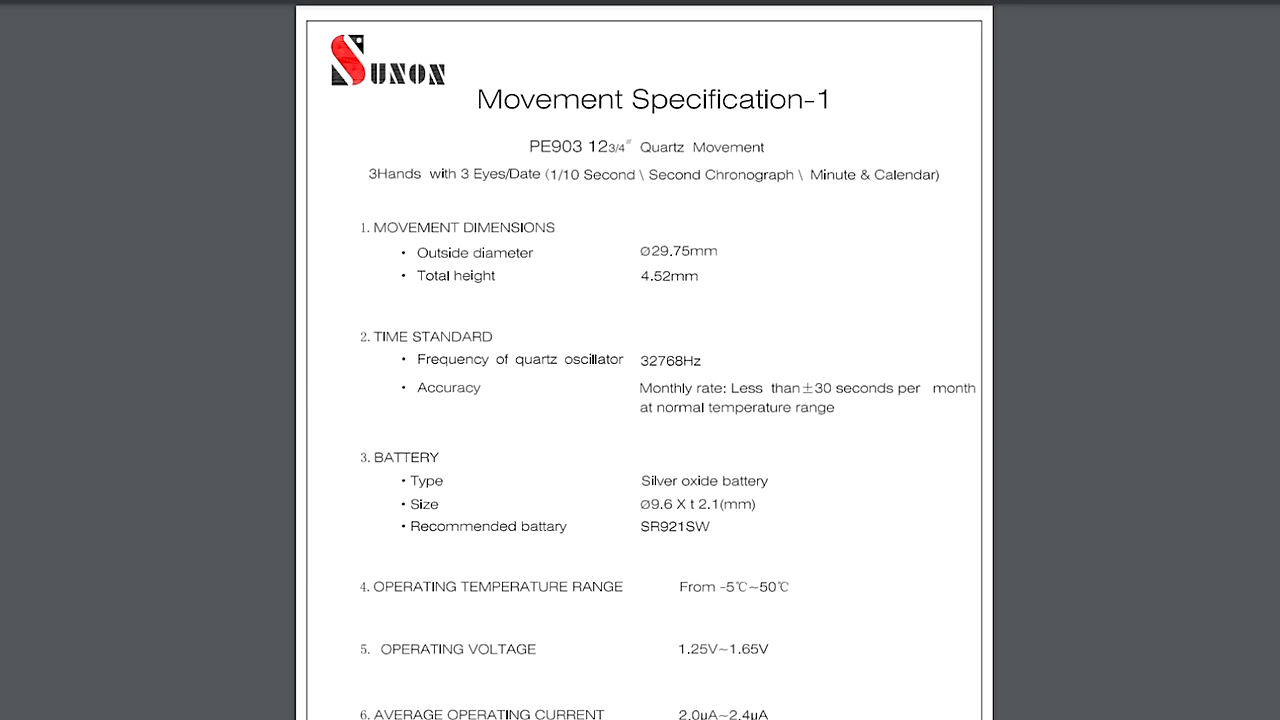 SUNON
Movement Specification-1
PE903 12 3/4‴ Quartz Movement
3Hands with 3 Eyes/Date (1/10 Second \ Second Chronograph \ Minute & Calendar)
1. MOVEMENT DIMENSIONS
・ Outside diameter Ø29.75mm
・ Total height 4.52mm
2. TIME STANDARD
・ Frequency of quartz oscillator 32768Hz
・ Accuracy Monthly rate: Less than±30 seconds per month
at normal temperature range
3. BATTERY
・Type Silver oxide battery
・Size Ø9.6 X t 2.1(mm)
・Recommended battary SR921SW
4. OPERATING TEMPERATURE RANGE From -5℃~50℃
5. OPERATING VOLTAGE 1.25V~1.65V
6. AVERAGE OPERATING CURRENT 2.0μA~2.4μA